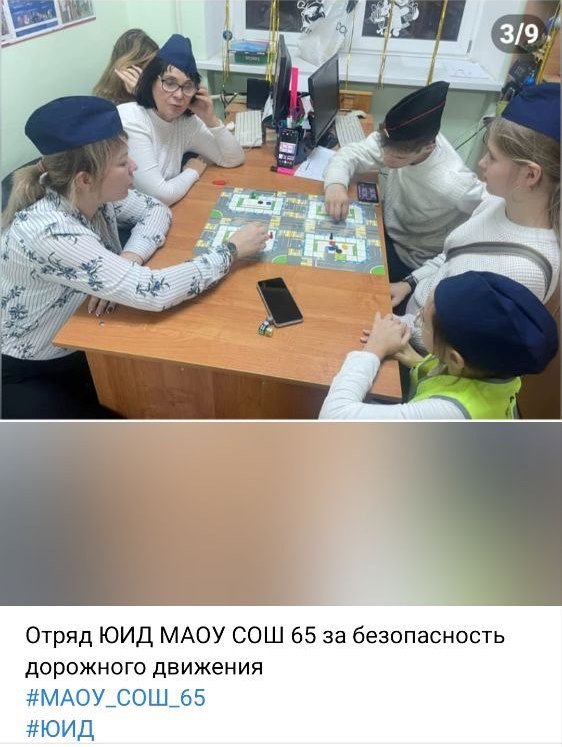 3/9
Отряд ЮИД МАОУ СОШ 65 за безопасность
дорожного движения
#МАОУ_СОШ_65
#ЮИД